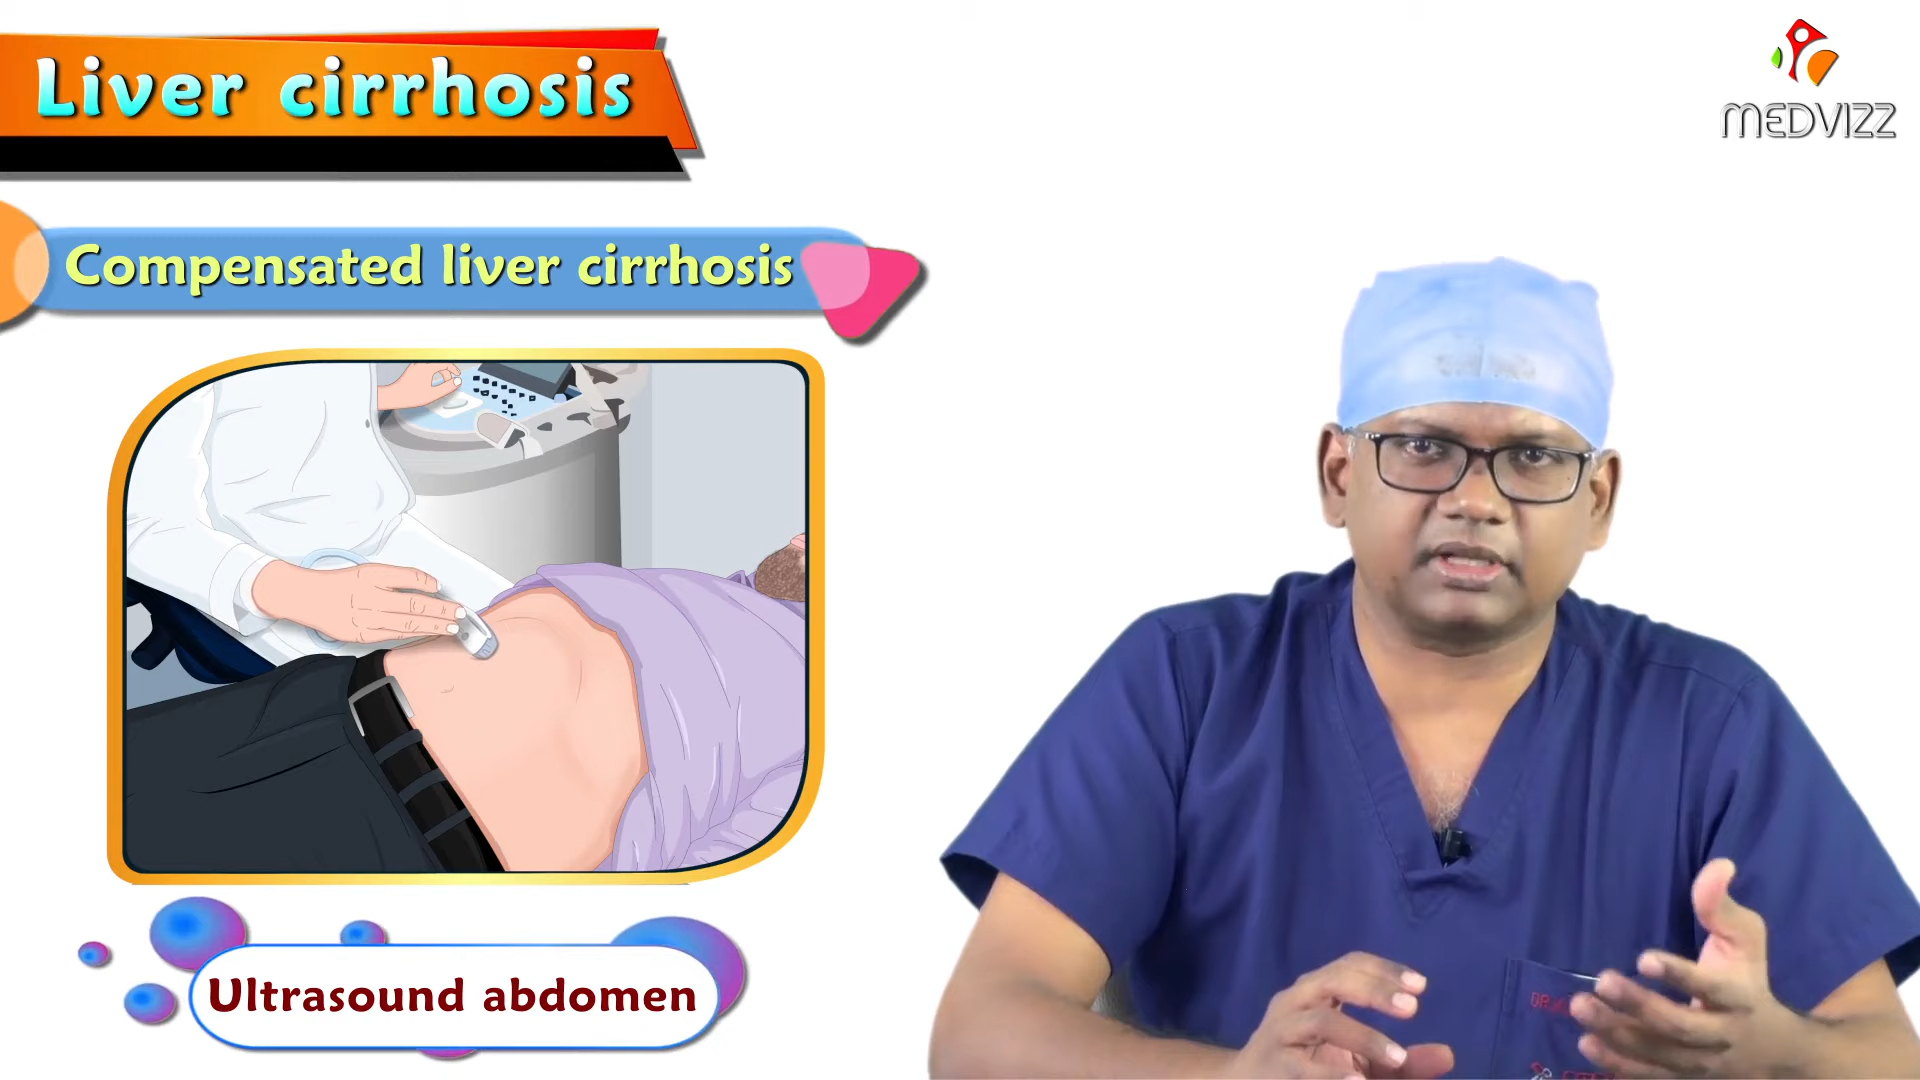 Liver cirrhosis
MEDVIZZ
Compensated liver cirrhosis
Ultrasound abdomen